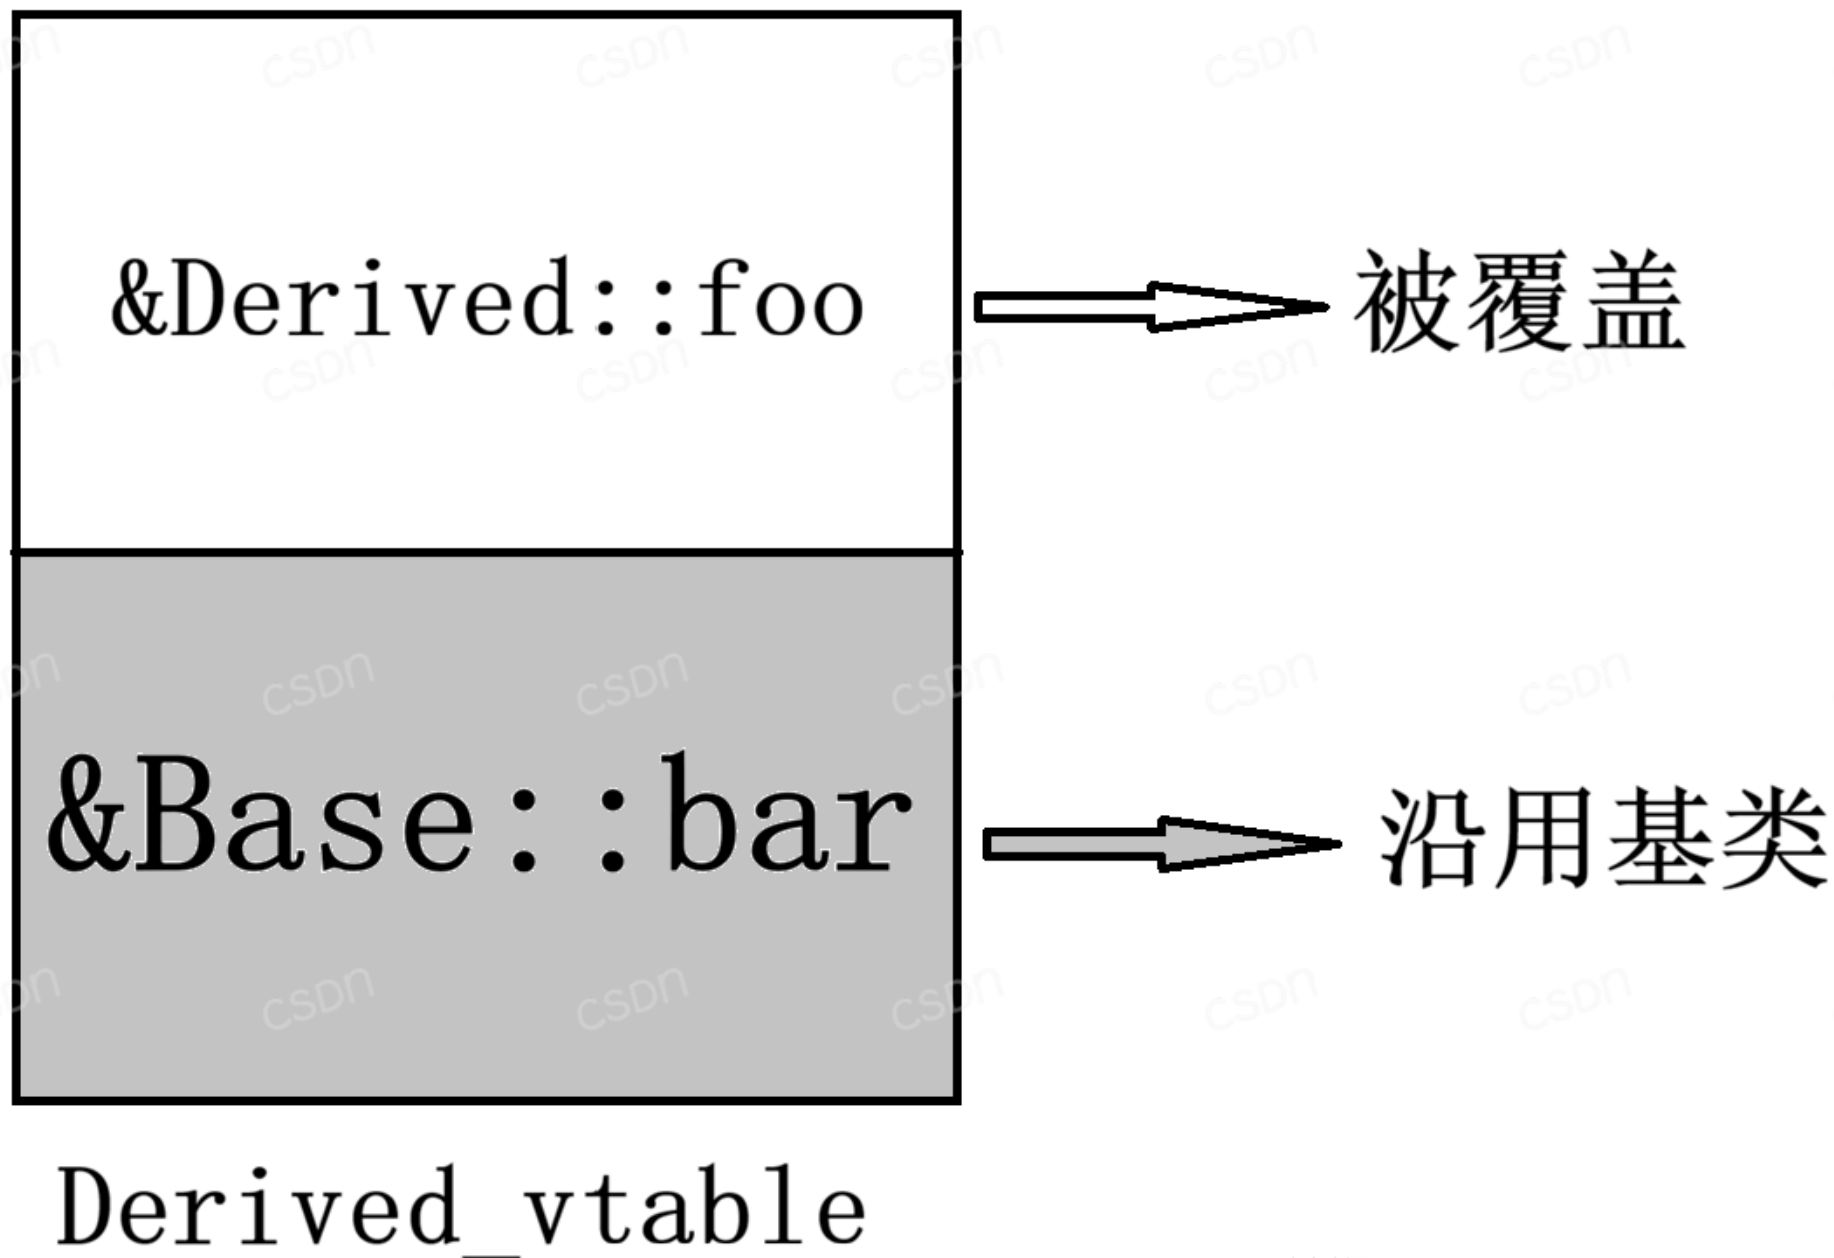 &Derived::foo
被覆盖
&Base::bar
沿用基类
Derived_vtable